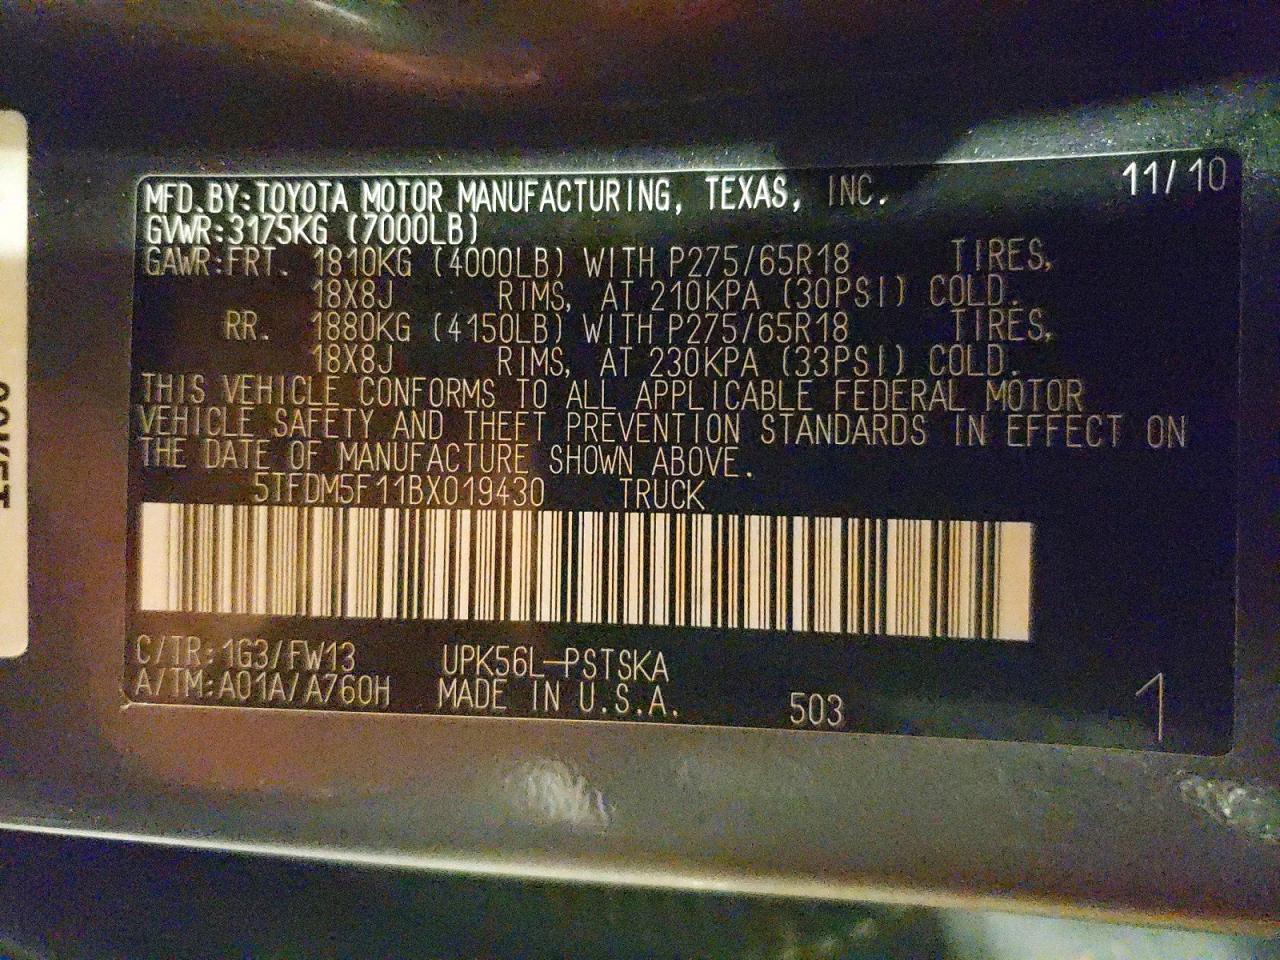 MFD.BY:TOYOTA MOTOR MANUFACTURING, TEXAS, INC. 11/10
GVWR:3175KG (7000LB)
GAWR:FRT. 1810KG (4000LB) WITH P275/65R18 TIRES,
18X8J RIMS, AT 210KPA (30PSI) COLD.
RR. 1880KG (4150LB) WITH P275/65R18 TIRES,
18X8J RIMS, AT 230KPA (33PSI) COLD.
THIS VEHICLE CONFORMS TO ALL APPLICABLE FEDERAL MOTOR
VEHICLE SAFETY AND THEFT PREVENTION STANDARDS IN EFFECT ON
THE DATE OF MANUFACTURE SHOWN ABOVE.
5TFDM5F11BX019430 TRUCK
C/TR:1G3/FW13 UPK56L-PSTSKA
A/TM:A01A/A760H MADE IN U.S.A. 503 1